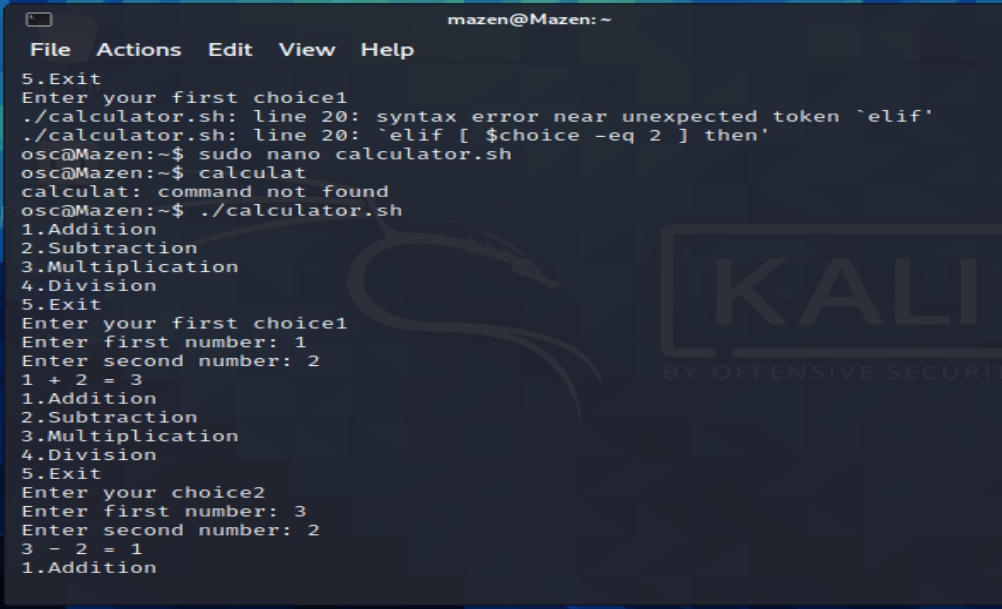 mazen@Mazen: ~
File Actions Edit View Help
5.Exit
Enter your first choice1
./calculator.sh: line 20: syntax error near unexpected token `elif'
./calculator.sh: line 20: `elif [ $choice -eq 2 ] then'
osc@Mazen:~$ sudo nano calculator.sh
osc@Mazen:~$ calculat
calculat: command not found
osc@Mazen:~$ ./calculator.sh
1.Addition
2.Subtraction
3.Multiplication
4.Division
5.Exit
Enter your first choice1
Enter first number: 1
Enter second number: 2
1 + 2 = 3
1.Addition
2.Subtraction
3.Multiplication
4.Division
5.Exit
Enter your choice2
Enter first number: 3
Enter second number: 2
3 - 2 = 1
1.Addition
KALI
BY OFFENSIVE SECURIT